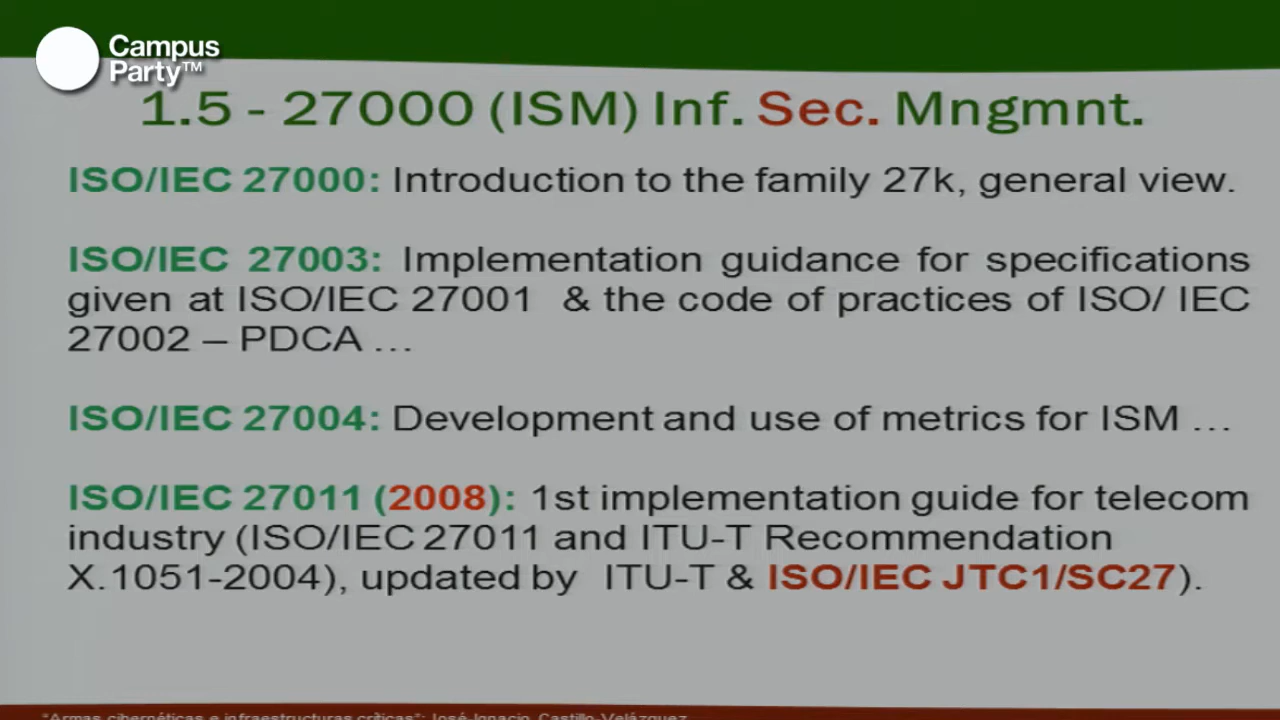 Campus
Party™
1.5 - 27000 (ISM) Inf. Sec. Mngmnt.
ISO/IEC 27000: Introduction to the family 27k, general view.
ISO/IEC 27003: Implementation guidance for specifications
given at ISO/IEC 27001 & the code of practices of ISO/ IEC
27002 – PDCA …
ISO/IEC 27004: Development and use of metrics for ISM …
ISO/IEC 27011 (2008): 1st implementation guide for telecom
industry (ISO/IEC 27011 and ITU-T Recommendation
X.1051-2004), updated by ITU-T & ISO/IEC JTC1/SC27).
"Armas cibernéticas e infraestructuras críticas": José-Ignacio Castillo-Velázquez